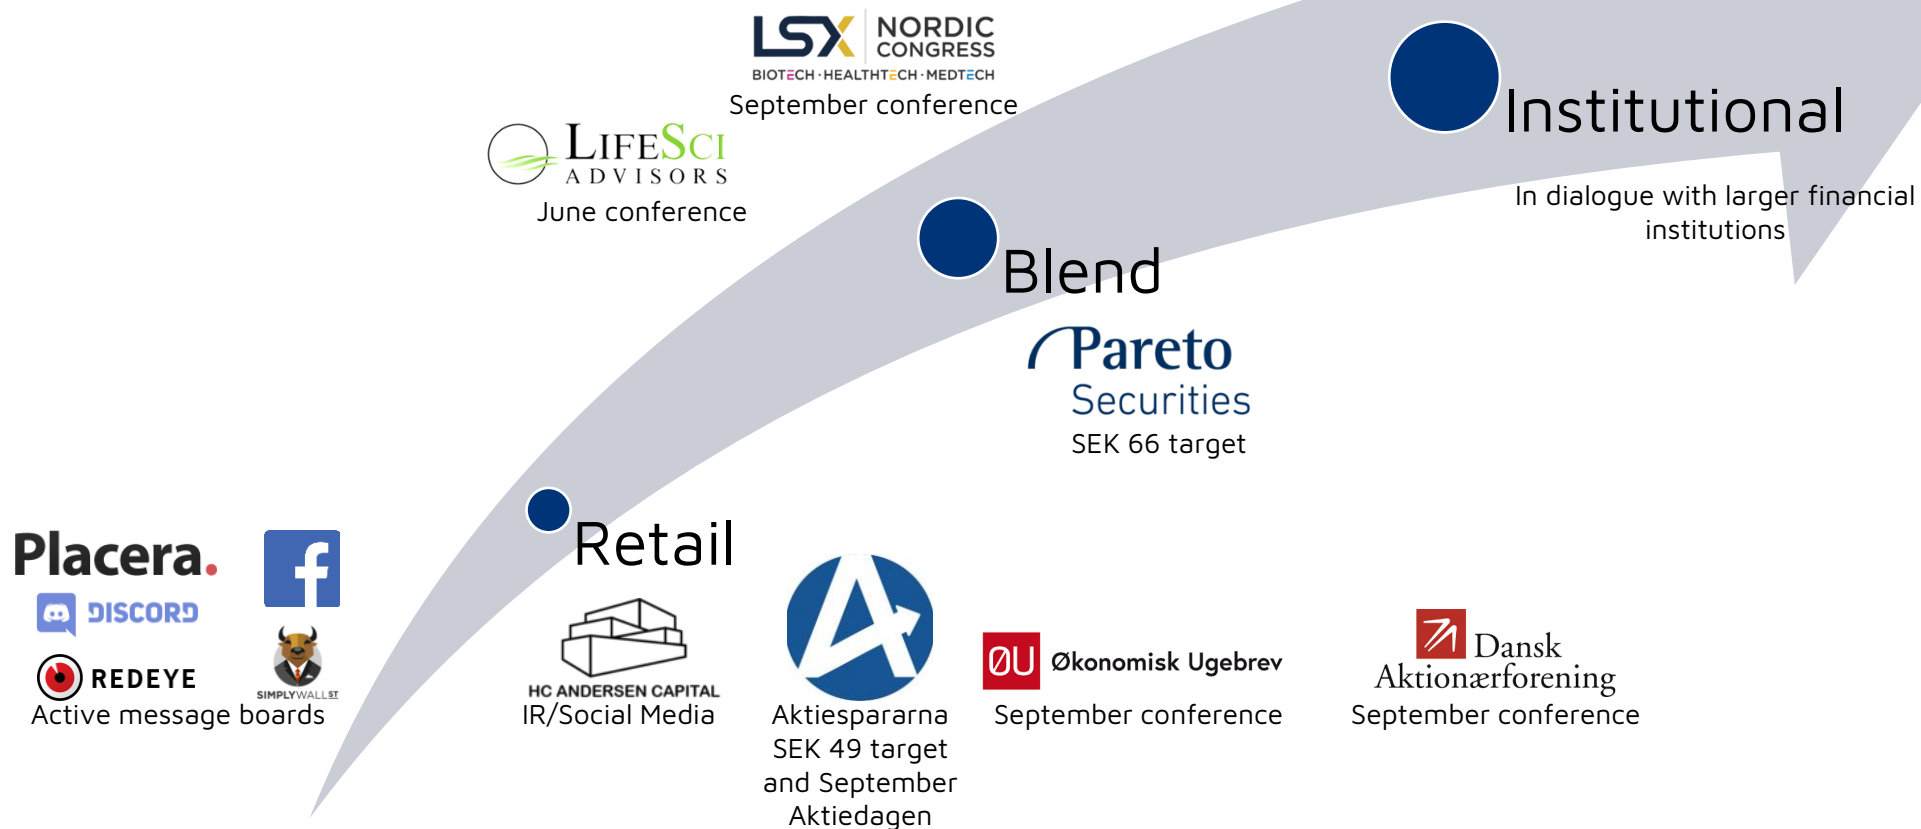 LSX NORDIC
CONGRESS
BIOTECH·HEALTHTECH·MEDTECH
September conference
LIFESCI
ADVISORS
June conference
Institutional
In dialogue with larger financial
institutions
Blend
Pareto
Securities
SEK 66 target
Retail
Placera.
f
DISCORD
REDEYE
SIMPLYWALLST
Active message boards
HC ANDERSEN CAPITAL
IR/Social Media
A
Aktiespararna
SEK 49 target
and September
Aktiedagen
ØU Økonomisk Ugebrev
September conference
Dansk
Aktionærforening
September conference